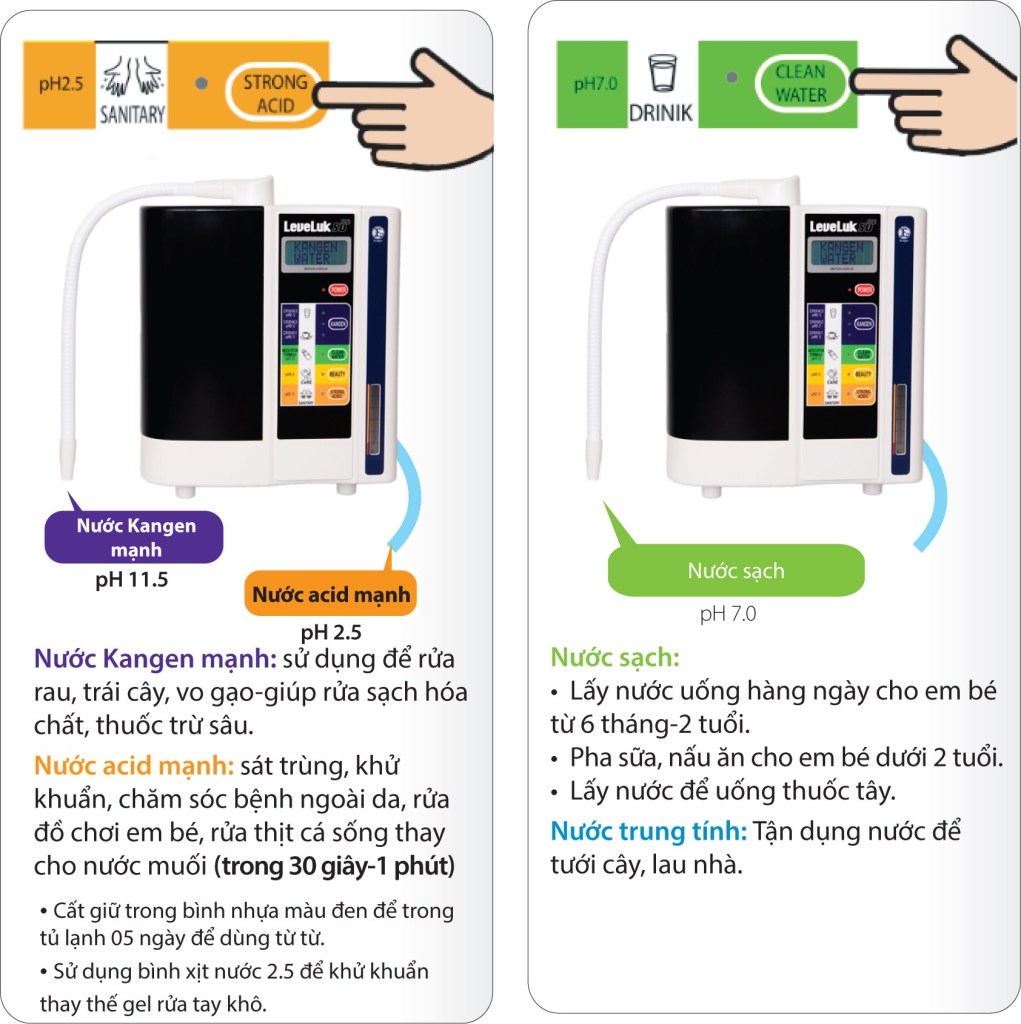 pH2.5
SANITARY
STRONG
ACID
LeveLuk SD
KANGEN
WATER
POWER
KANGEN
CLEAN
WATER
BEAUTY
CARE
STRONG
ACIDIC
SANITARY
Nước Kangen
mạnh
pH 11.5
Nước acid mạnh
pH 2.5
Nước Kangen mạnh: sử dụng để rửa
rau, trái cây, vo gạo-giúp rửa sạch hóa
chất, thuốc trừ sâu.
Nước acid mạnh: sát trùng, khử
khuẩn, chăm sóc bệnh ngoài da, rửa
đồ chơi em bé, rửa thịt cá sống thay
cho nước muối (trong 30 giây-1 phút)
• Cất giữ trong bình nhựa màu đen để trong
tủ lạnh 05 ngày để dùng từ từ.
• Sử dụng bình xịt nước 2.5 để khử khuẩn
thay thế gel rửa tay khô.
pH7.0
DRINIK
CLEAN
WATER
LeveLuk SD
KANGEN
WATER
POWER
KANGEN
CLEAN
WATER
BEAUTY
CARE
STRONG
ACIDIC
SANITARY
Nước sạch
pH 7.0
Nước sạch:
• Lấy nước uống hàng ngày cho em bé
từ 6 tháng-2 tuổi.
• Pha sữa, nấu ăn cho em bé dưới 2 tuổi.
• Lấy nước để uống thuốc tây.
Nước trung tính: Tận dụng nước để
tưới cây, lau nhà.